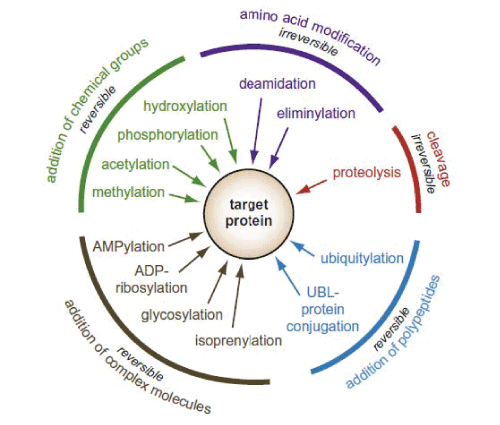 amino acid modification
irreversible
deamidation
eliminylation
cleavage
irreversible
proteolysis
addition of chemical groups
reversible
hydroxylation
phosphorylation
acetylation
methylation
target
protein
AMPylation
ADP-
ribosylation
glycosylation
isoprenylation
reversible
addition of complex molecules
ubiquitylation
UBL-
protein
conjugation
reversible
addition of polypeptides